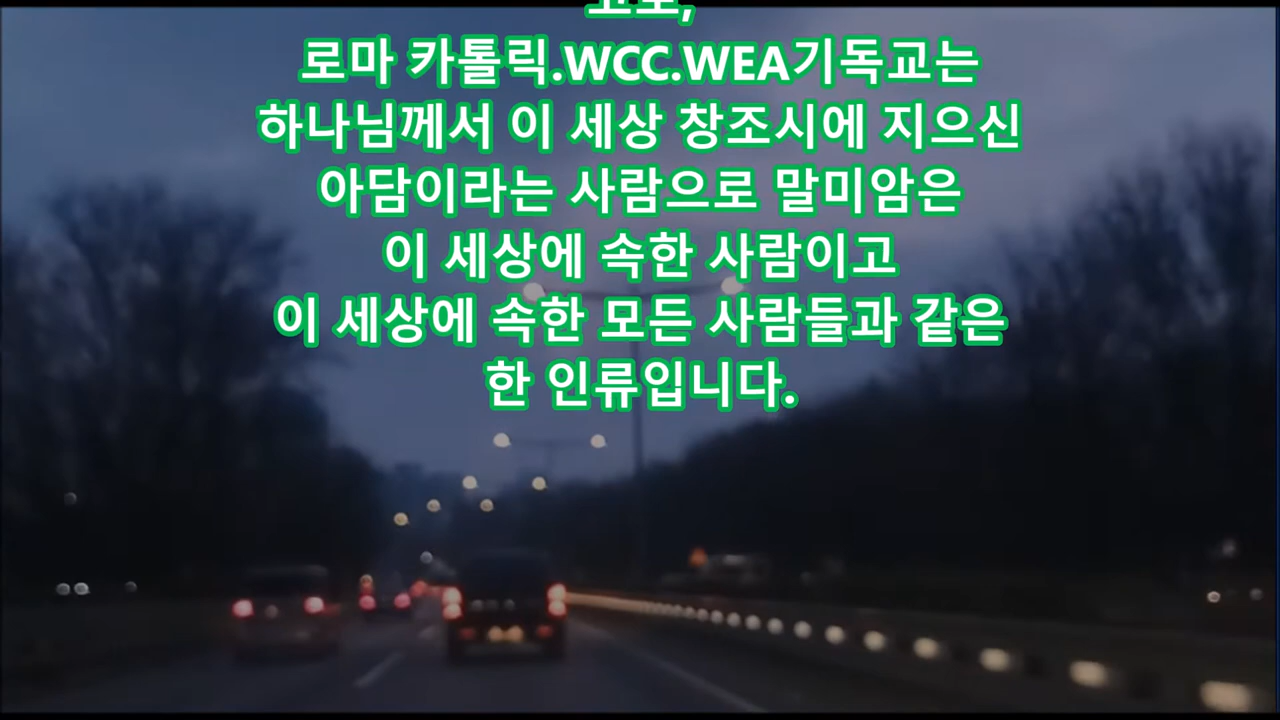 고로,
로마 카톨릭.WCC.WEA기독교는
하나님께서 이 세상 창조시에 지으신
아담이라는 사람으로 말미암은
이 세상에 속한 사람이고
이 세상에 속한 모든 사람들과 같은
한 인류입니다.